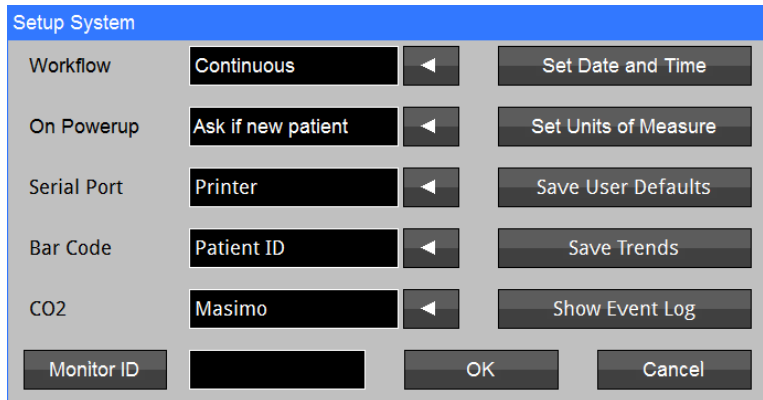 Setup System
Workflow Continuous Set Date and Time
On Powerup Ask if new patient Set Units of Measure
Serial Port Printer Save User Defaults
Bar Code Patient ID Save Trends
CO2 Masimo Show Event Log
Monitor ID OK Cancel